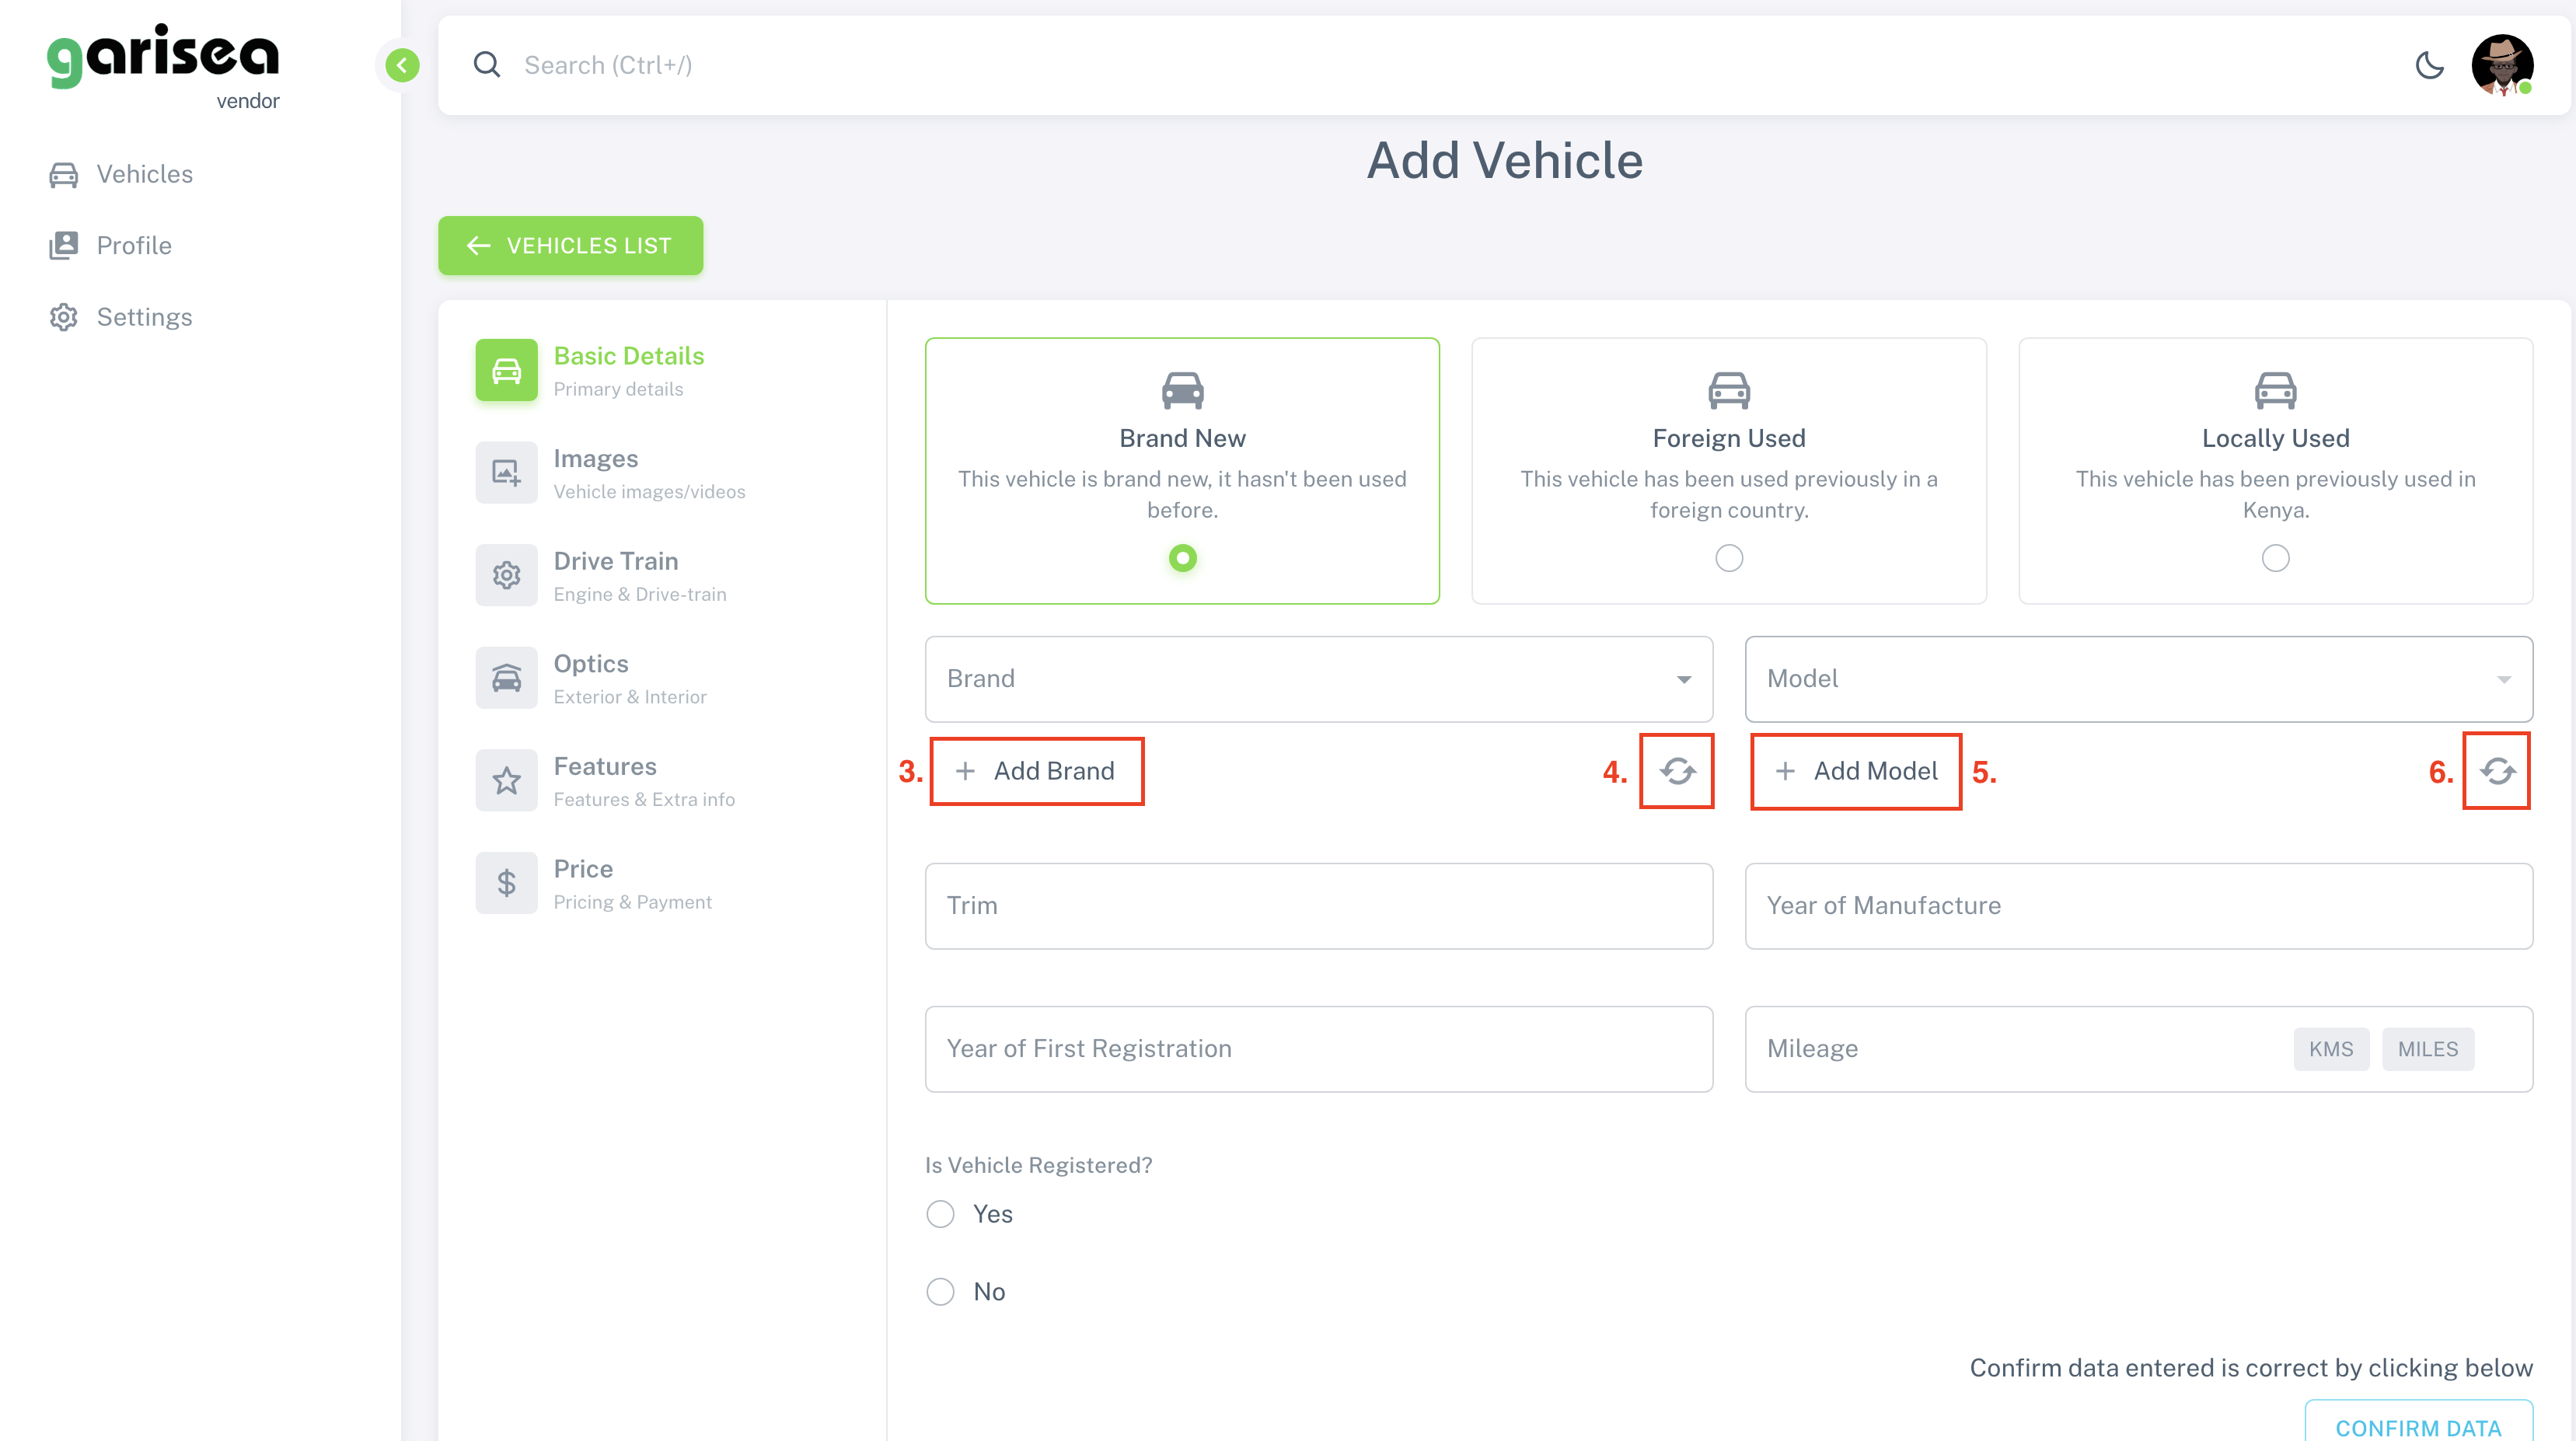 garisea
vendor
Search (Ctrl+/)
Vehicles
Profile
Settings
Add Vehicle
VEHICLES LIST
Basic Details
Primary details
Images
Vehicle images/videos
Drive Train
Engine & Drive-train
Optics
Exterior & Interior
Features
Features & Extra info
Price
Pricing & Payment
Brand New
This vehicle is brand new, it hasn't been used
before.
Foreign Used
This vehicle has been used previously in a
foreign country.
Locally Used
This vehicle has been previously used in
Kenya.
Brand
Model
3. + Add Brand
4.
+ Add Model 5.
6.
Trim
Year of Manufacture
Year of First Registration
Mileage KMS MILES
Is Vehicle Registered?
Yes
No
Confirm data entered is correct by clicking below
CONFIRM DATA